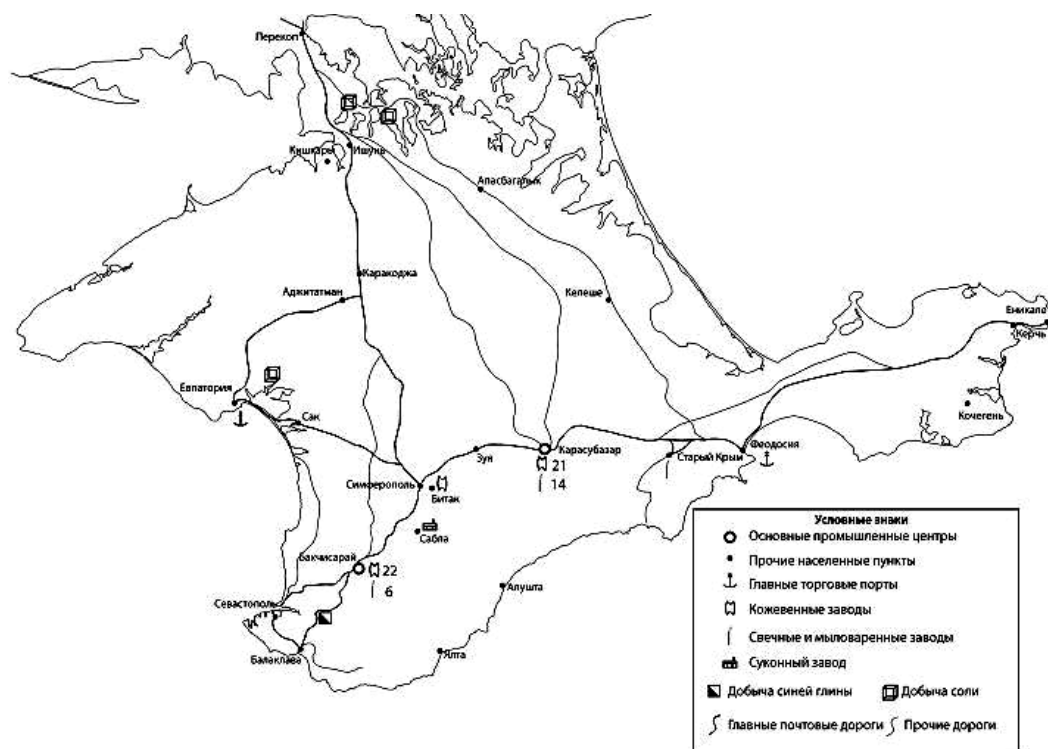 Перекоп
Кишкары
Ишунь
Апасбагалык
Каракоджа
Аджитатман
Келеше
Еникале
Керчь
Евпатория
Сак
Кочегень
Зуя
Карасубазар
Старый Крым
Феодосия
21
14
Симферополь
Битак
Сабла
Бакчисарай
22
6
Алушта
Севастополь
Балаклава
Ялта
Условные знаки
Основные промышленные центры
Прочие населенные пункты
Главные торговые порты
Кожевенные заводы
Свечные и мыловаренные заводы
Суконный завод
Добыча синей глины
Добыча соли
Главные почтовые дороги
Прочие дороги